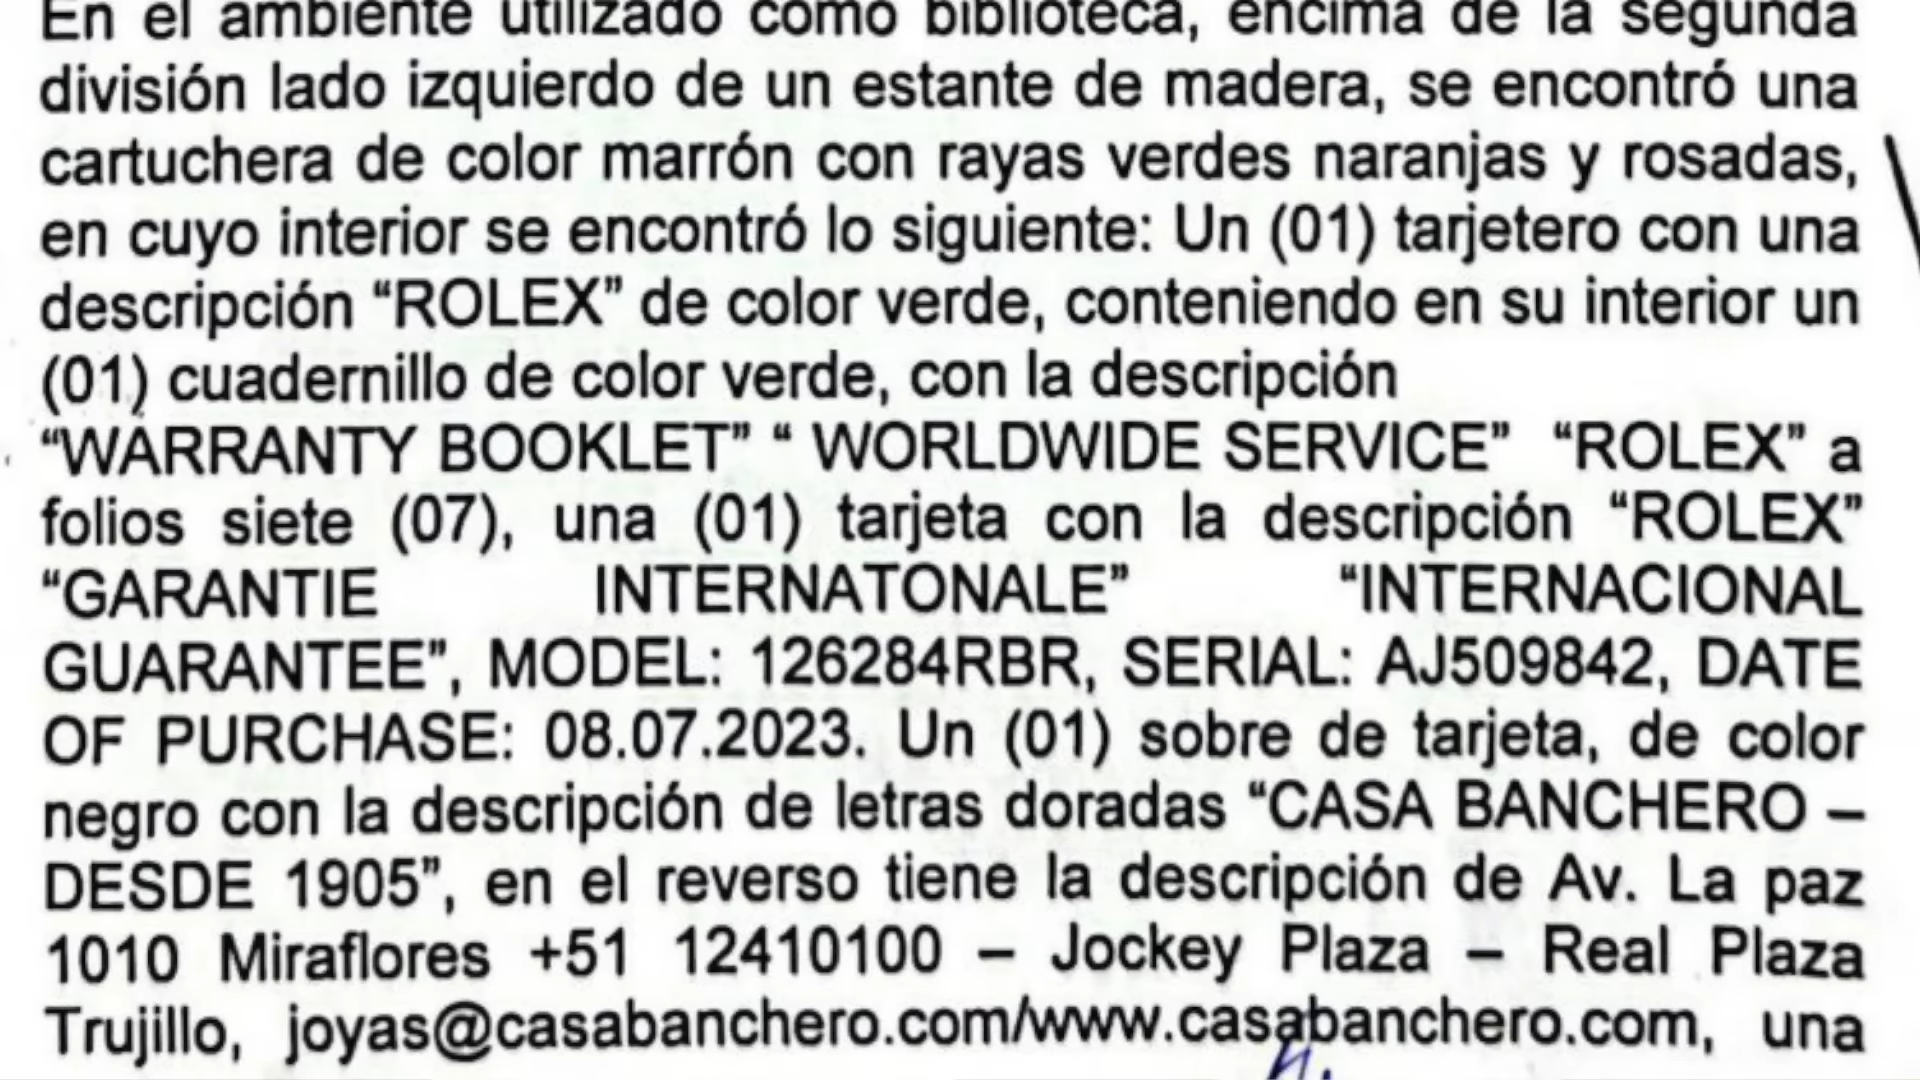 En el ambiente utilizado como biblioteca, encima de la segunda
división lado izquierdo de un estante de madera, se encontró una
cartuchera de color marrón con rayas verdes naranjas y rosadas,
en cuyo interior se encontró lo siguiente: Un (01) tarjetero con una
descripción “ROLEX” de color verde, conteniendo en su interior un
(01) cuadernillo de color verde, con la descripción
“WARRANTY BOOKLET” “ WORLDWIDE SERVICE” “ROLEX” a
folios siete (07), una (01) tarjeta con la descripción “ROLEX”
“GARANTIE INTERNATONALE” “INTERNACIONAL
GUARANTEE”, MODEL: 126284RBR, SERIAL: AJ509842, DATE
OF PURCHASE: 08.07.2023. Un (01) sobre de tarjeta, de color
negro con la descripción de letras doradas “CASA BANCHERO –
DESDE 1905”, en el reverso tiene la descripción de Av. La paz
1010 Miraflores +51 12410100 – Jockey Plaza – Real Plaza
Trujillo, joyas@casabanchero.com/www.casabanchero.com, una